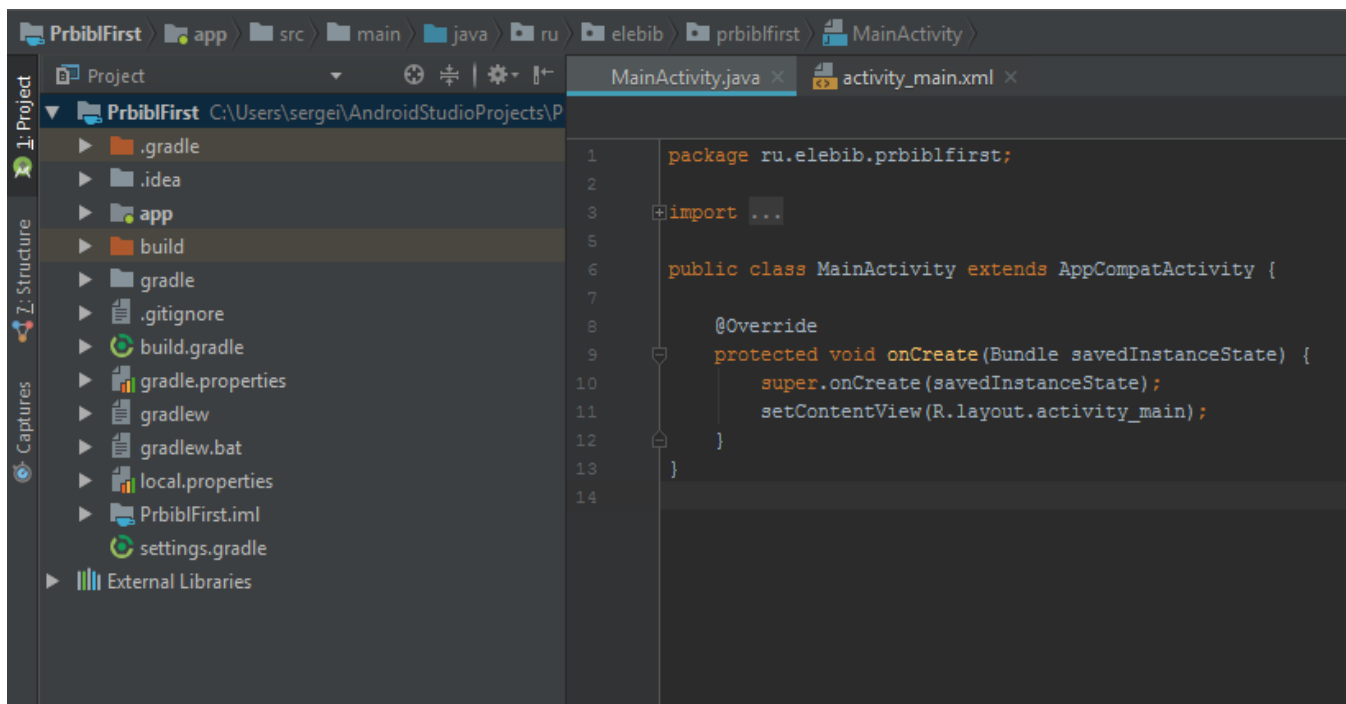 PrbiblFirst app src main java ru elebib prbiblfirst MainActivity
1: Project
7: Structure
Captures
Project
PrbiblFirst C:\Users\sergei\AndroidStudioProjects\P
.gradle
.idea
app
build
gradle
.gitignore
build.gradle
gradle.properties
gradlew
gradlew.bat
local.properties
PrbiblFirst.iml
settings.gradle
External Libraries
MainActivity.java × activity_main.xml ×
1 package ru.elebib.prbiblfirst;
2
3 import ...
5
6 public class MainActivity extends AppCompatActivity {
7
8 @Override
9 protected void onCreate(Bundle savedInstanceState) {
10 super.onCreate(savedInstanceState);
11 setContentView(R.layout.activity_main);
12 }
13 }
14